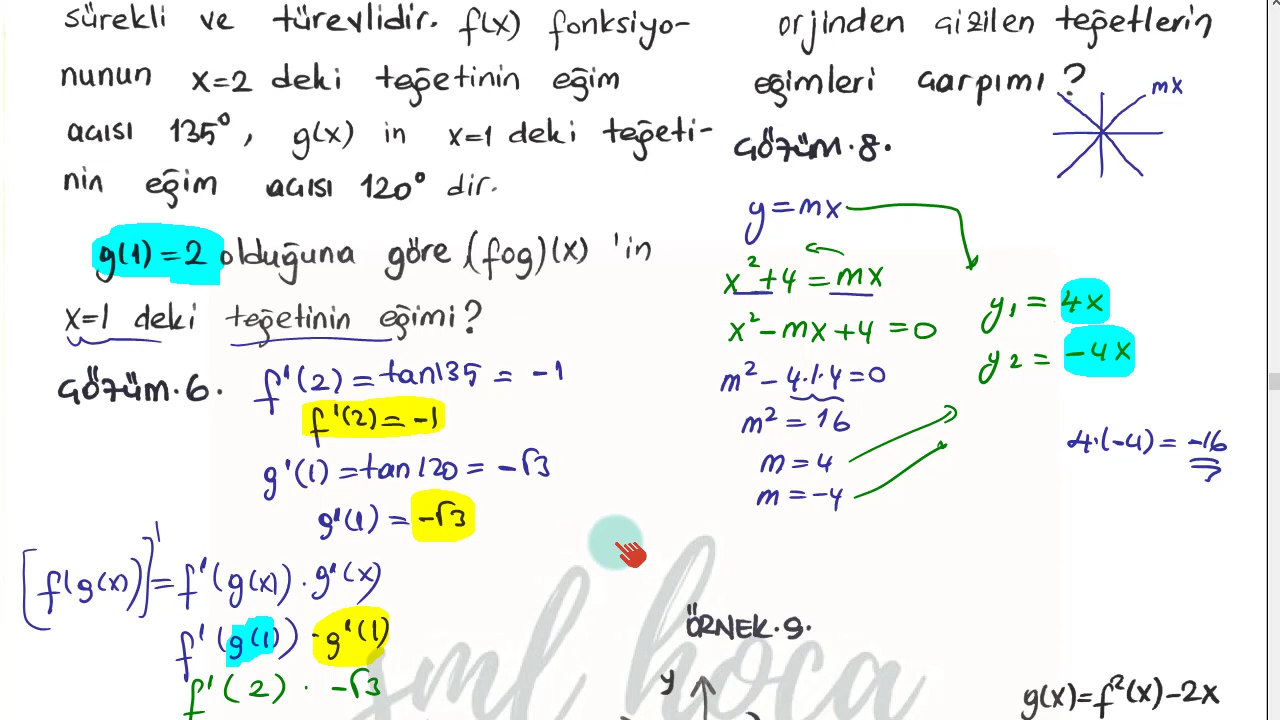 sürekli ve türevlidir. f(x) fonksiyo-
nunun x=2 deki teğetinin eğim
açısı 135°, g(x) in x=1 deki teğeti-
nin eğim açısı 120° dir.
g(1)=2 olduğuna göre (fog)(x) 'in
x=1 deki teğetinin eğimi?
ÇÖZÜM.6.
f'(2) = tan135 = -1
f'(2) = -1
g'(1) = tan120 = -√3
g'(1) = -√3
[f(g(x))]' = f'(g(x)) . g'(x)
f'(g(1)) . g'(1)
f'(2) . -√3
orjinden çizilen teğetlerin
eğimleri çarpımı?
mx
ÇÖZÜM.8.
y = mx
x²+4 = mx
x²-mx+4 = 0
m² - 4.1.4 = 0
m² = 16
m = 4
m = -4
y₁ = 4x
y₂ = -4x
4.(-4) = -16
ÖRNEK.9.
y
g(x)=f²(x)-2x
sml hoca